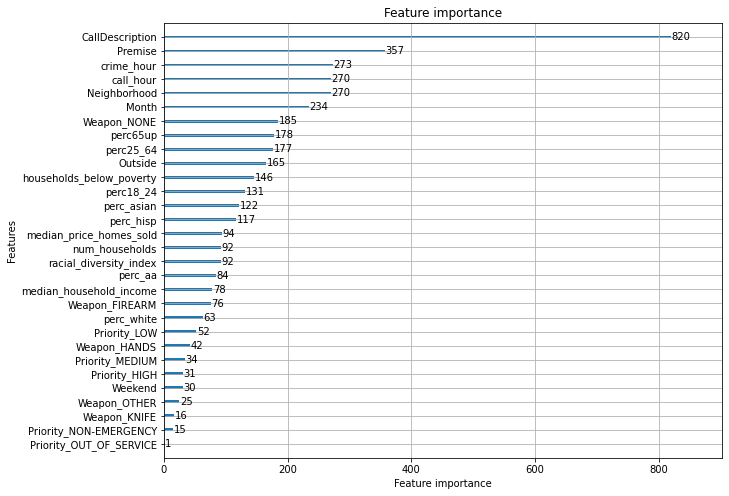 Feature importance
CallDescription 820
Premise 357
crime_hour 273
call_hour 270
Neighborhood 270
Month 234
Weapon_NONE 185
perc65up 178
perc25_64 177
Outside 165
households_below_poverty 146
perc18_24 131
perc_asian 122
perc_hisp 117
median_price_homes_sold 94
num_households 92
racial_diversity_index 92
perc_aa 84
median_household_income 78
Weapon_FIREARM 76
perc_white 63
Priority_LOW 52
Weapon_HANDS 42
Priority_MEDIUM 34
Priority_HIGH 31
Weekend 30
Weapon_OTHER 25
Weapon_KNIFE 16
Priority_NON-EMERGENCY 15
Priority_OUT_OF_SERVICE 1
Features
0 200 400 600 800
Feature importance